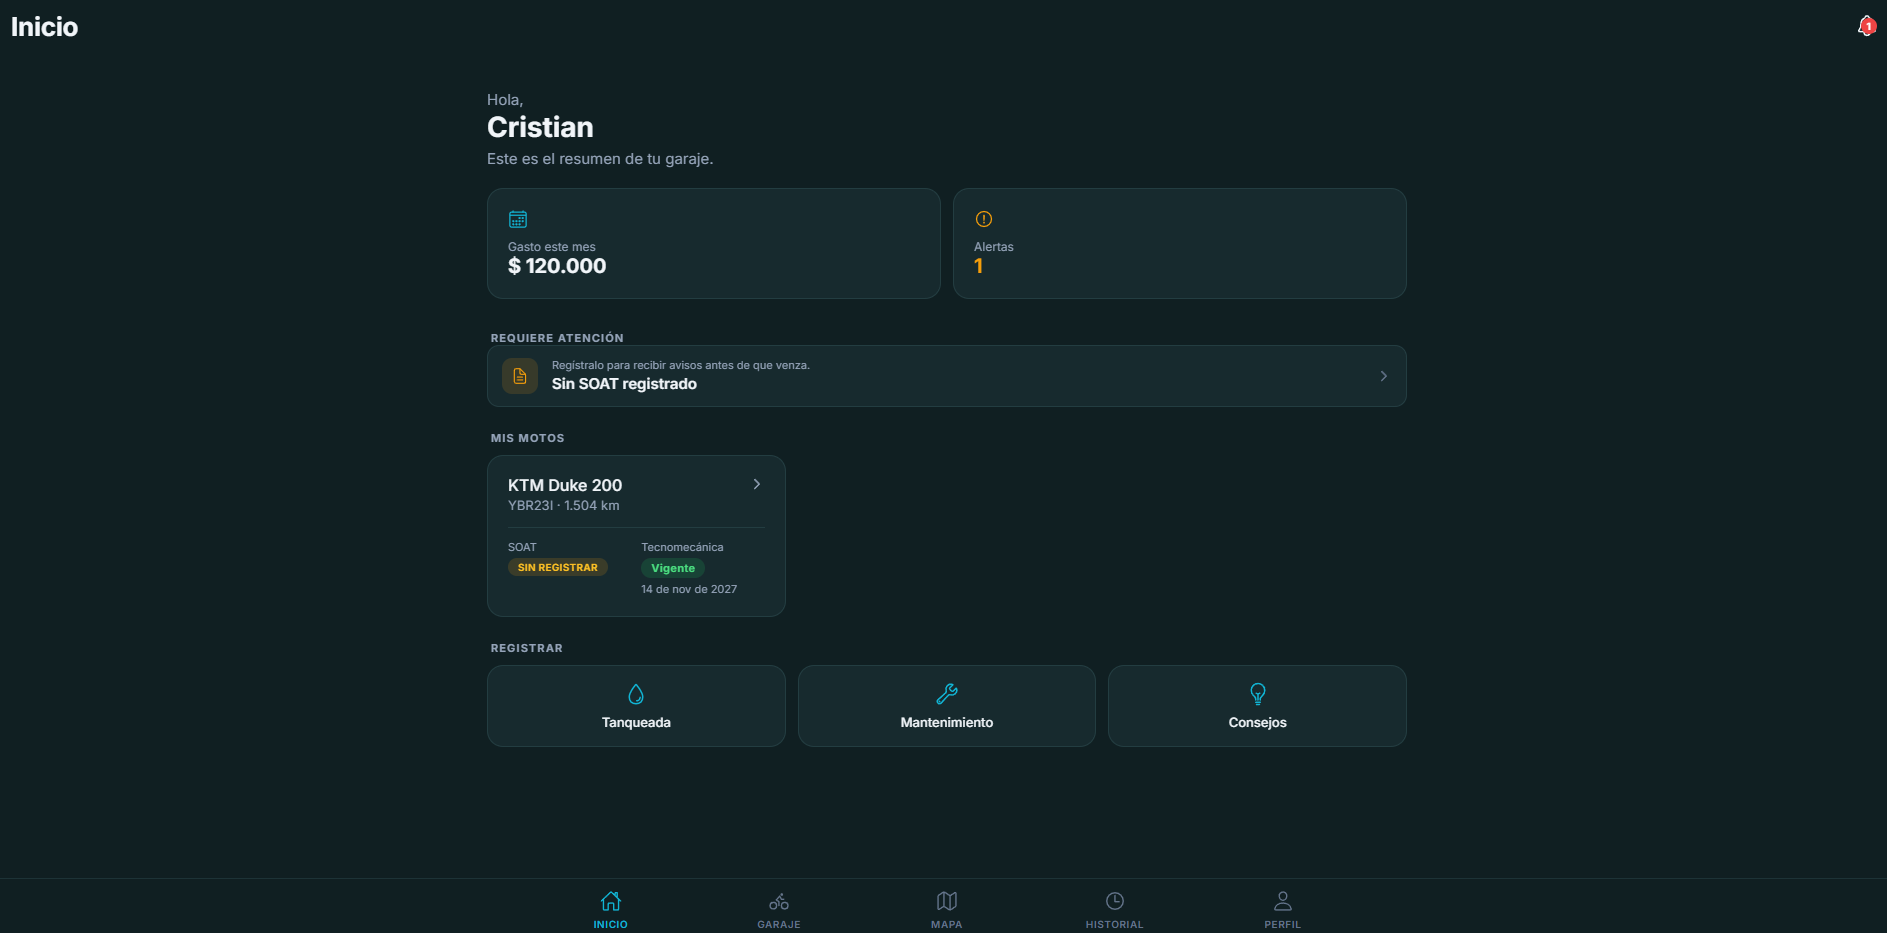 Inicio
1
Hola,
Cristian
Este es el resumen de tu garaje.
Gasto este mes
$ 120.000
Alertas
1
REQUIERE ATENCIÓN
Regístralo para recibir avisos antes de que venza.
Sin SOAT registrado
MIS MOTOS
KTM Duke 200
YBR23I · 1.504 km
SOAT
SIN REGISTRAR
Tecnomecánica
Vigente
14 de nov de 2027
REGISTRAR
Tanqueada
Mantenimiento
Consejos
INICIO
GARAJE
MAPA
HISTORIAL
PERFIL